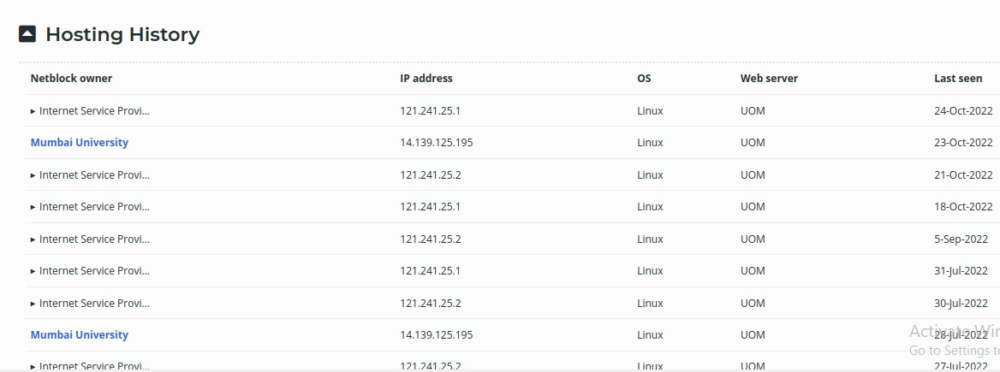 Hosting History
Netblock owner IP address OS Web server Last seen
▸ Internet Service Provi... 121.241.25.1 Linux UOM 24-Oct-2022
Mumbai University 14.139.125.195 Linux UOM 23-Oct-2022
▸ Internet Service Provi... 121.241.25.2 Linux UOM 21-Oct-2022
▸ Internet Service Provi... 121.241.25.1 Linux UOM 18-Oct-2022
▸ Internet Service Provi... 121.241.25.2 Linux UOM 5-Sep-2022
▸ Internet Service Provi... 121.241.25.1 Linux UOM 31-Jul-2022
▸ Internet Service Provi... 121.241.25.2 Linux UOM 30-Jul-2022
Mumbai University 14.139.125.195 Linux UOM 28-Jul-2022
▸ Internet Service Provi... 121.241.25.2 Linux UOM 27-Jul-2022
Activate Win
Go to Settings to